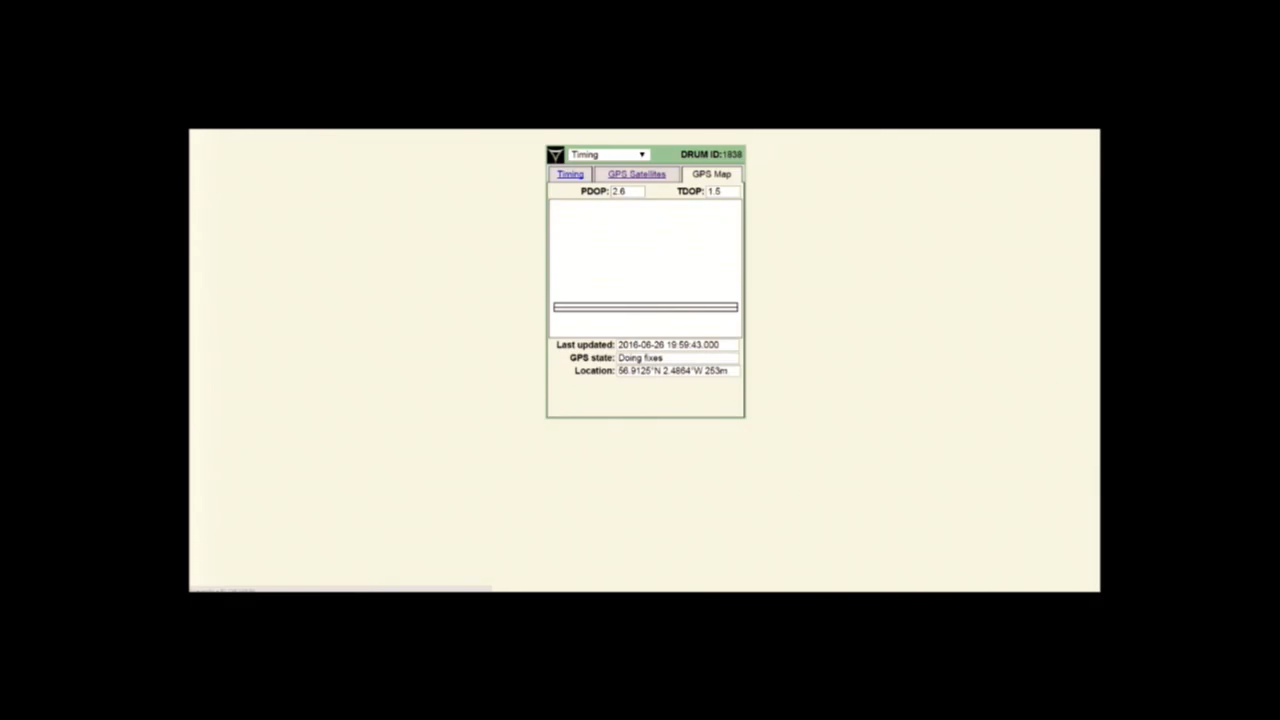 Timing DRUM ID:1838
Timing GPS Satellites GPS Map
PDOP: 2.6 TDOP: 1.5
Last updated: 2016-06-26 19:59:43.000
GPS state: Doing fixes
Location: 56.9125°N 2.4864°W 253m